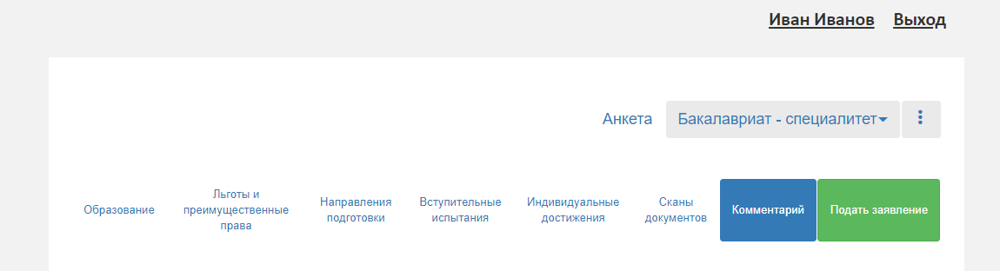 Иван Иванов Выход
Анкета Бакалавриат - специалитет
Образование
Льготы и
преимущественные
права
Направления
подготовки
Вступительные
испытания
Индивидуальные
достижения
Сканы
документов
Комментарий
Подать заявление